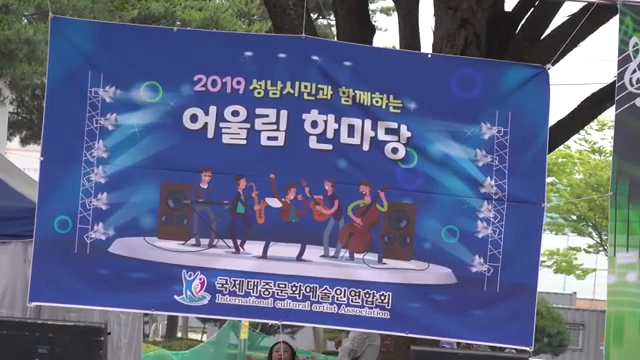 2019 성남시민과 함께하는
어울림 한마당
국제대중문화예술인연합회
International cultural artist Association